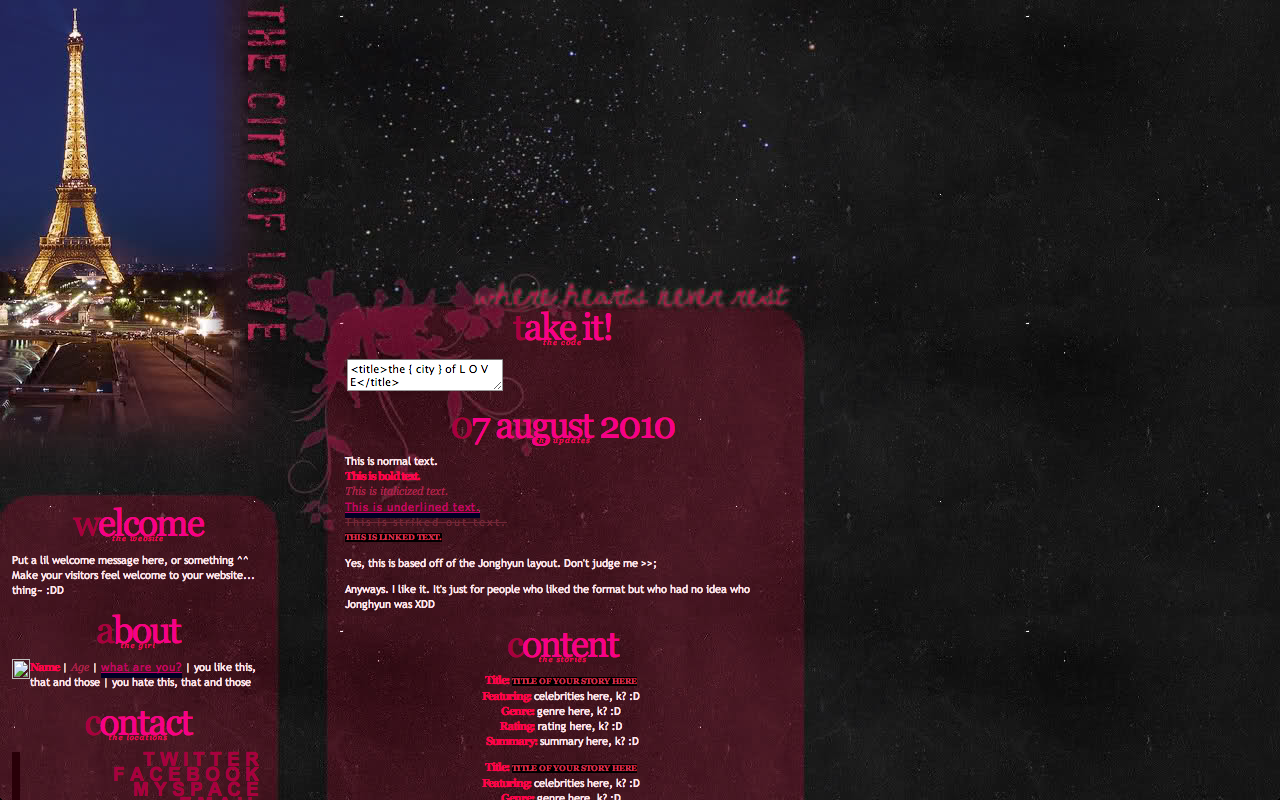 THE CITY OF LOVE
where hearts never rest
take it!
the code
<title>the { city } of L O V
E</title>
07 august 2010
the updates
This is normal text.
This is bold text.
This is italicized text.
This is underlined text.
This is striked out text.
THIS IS LINKED TEXT.
Yes, this is based off of the Jonghyun layout. Don't judge me >>;
Anyways. I like it. It's just for people who liked the format but who had no idea who
Jonghyun was XDD
content
the stories
Title: TITLE OF YOUR STORY HERE
Featuring: celebrities here, k? :D
Genre: genre here, k? :D
Rating: rating here, k? :D
Summary: summary here, k? :D
Title: TITLE OF YOUR STORY HERE
Featuring: celebrities here, k? :D
Genre: genre here, k? :D
welcome
the website
Put a lil welcome message here, or something ^^
Make your visitors feel welcome to your website...
thing~ :DD
about
the girl
Name | Age | what are you? | you like this,
that and those | you hate this, that and those
contact
the locations
TWITTER
FACEBOOK
MYSPACE